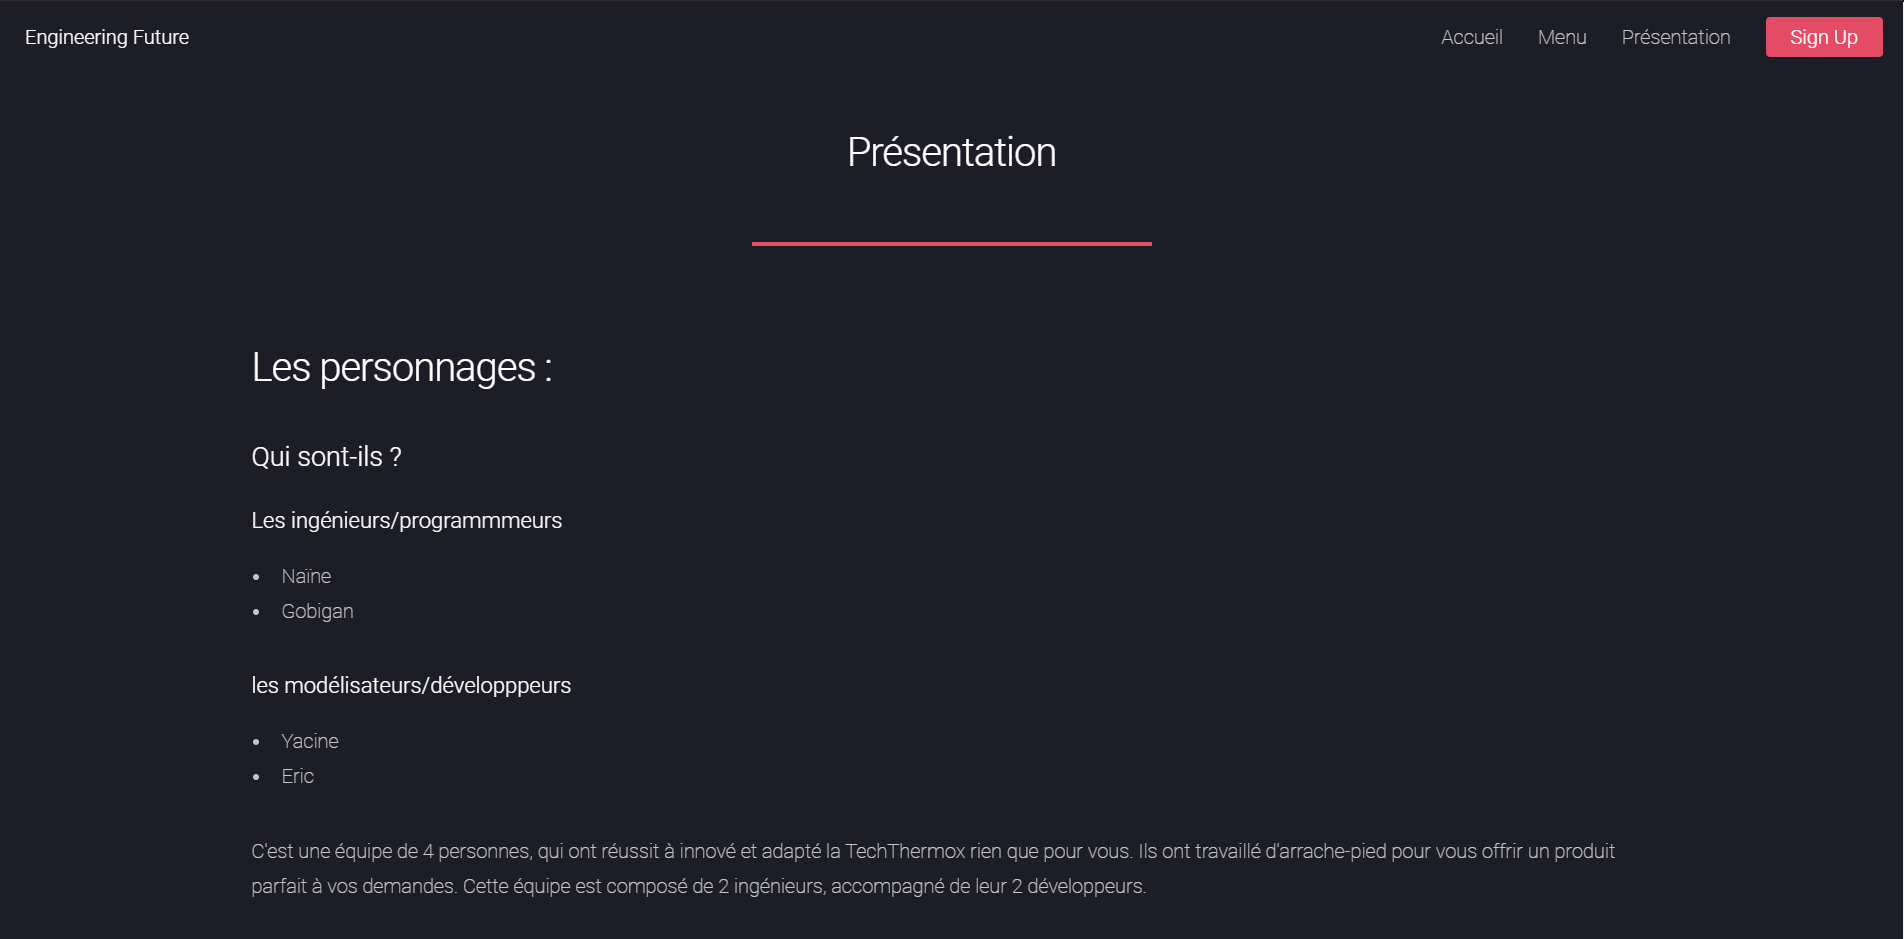 Engineering Future
Accueil Menu Présentation Sign Up
Présentation
Les personnages :
Qui sont-ils ?
Les ingénieurs/programmmeurs
• Naïne
• Gobigan
les modélisateurs/développpeurs
• Yacine
• Eric
C’est une équipe de 4 personnes, qui ont réussit à innové et adapté la TechThermox rien que pour vous. Ils ont travaillé d’arrache-pied pour vous offrir un produit
parfait à vos demandes. Cette équipe est composé de 2 ingénieurs, accompagné de leur 2 développeurs.